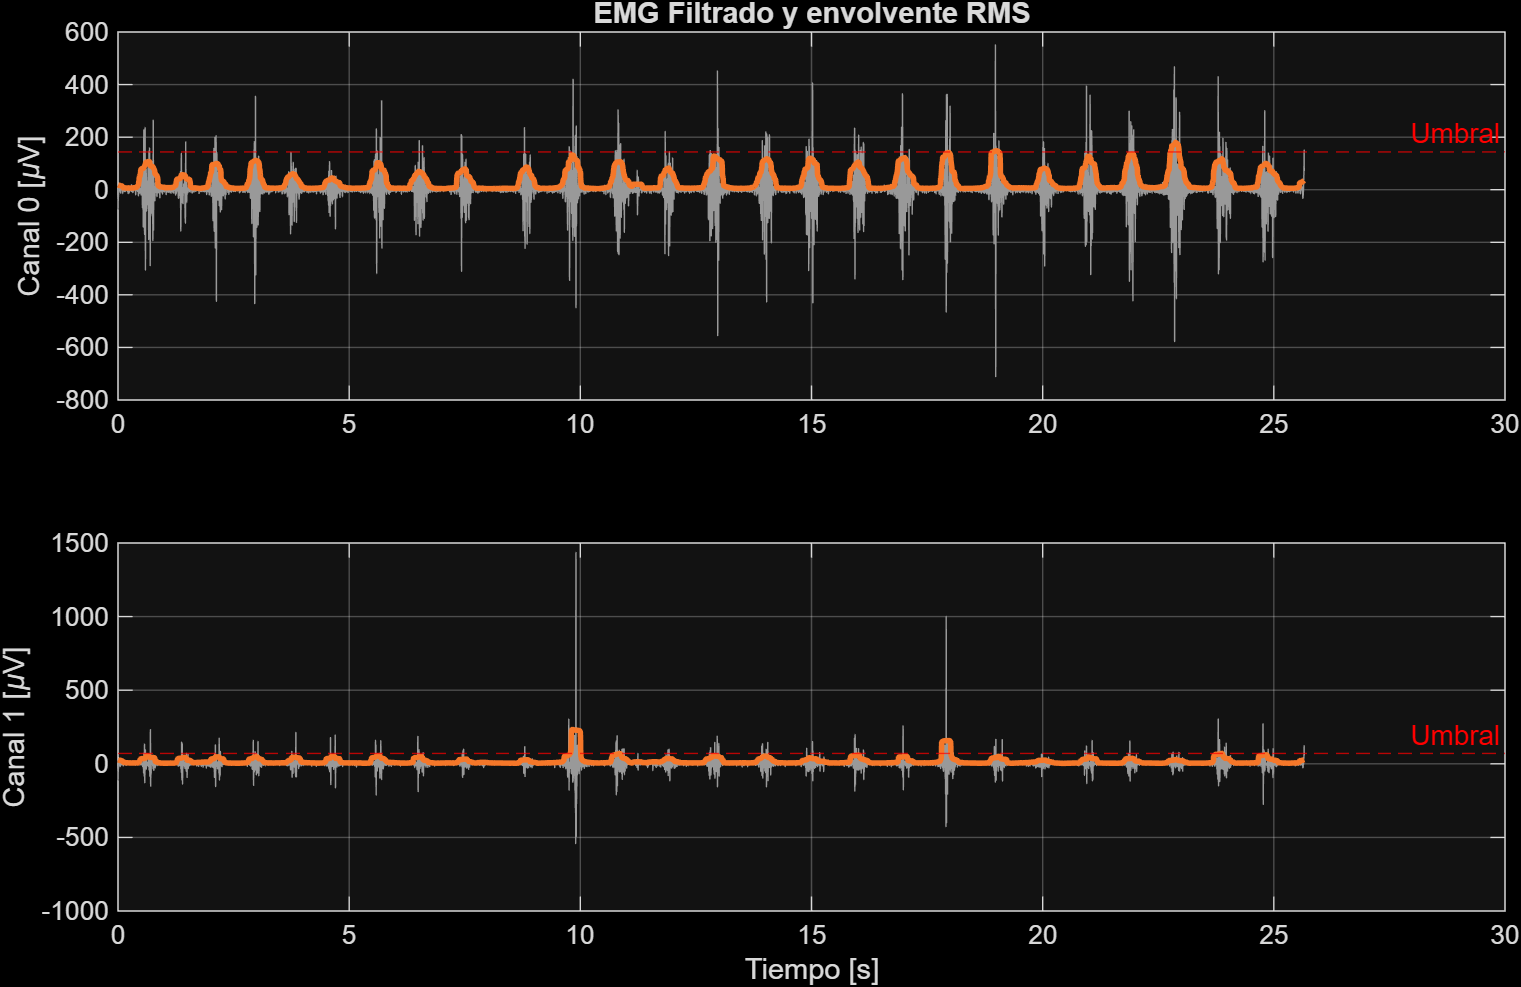 EMG Filtrado y envolvente RMS
600
400
200
0
-200
-400
-600
-800
Canal 0 [µV]
Umbral
0 5 10 15 20 25 30
1500
1000
500
0
-500
-1000
Canal 1 [µV]
Umbral
0 5 10 15 20 25 30
Tiempo [s]